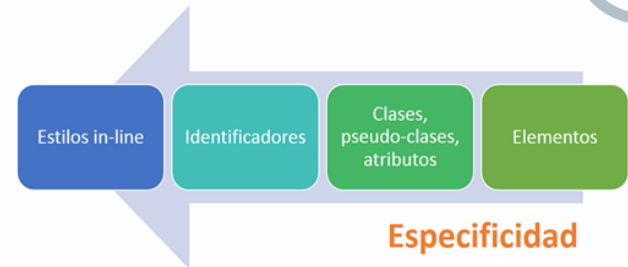 Estilos in-line
Identificadores
Clases,
pseudo-clases,
atributos
Elementos
Especificidad